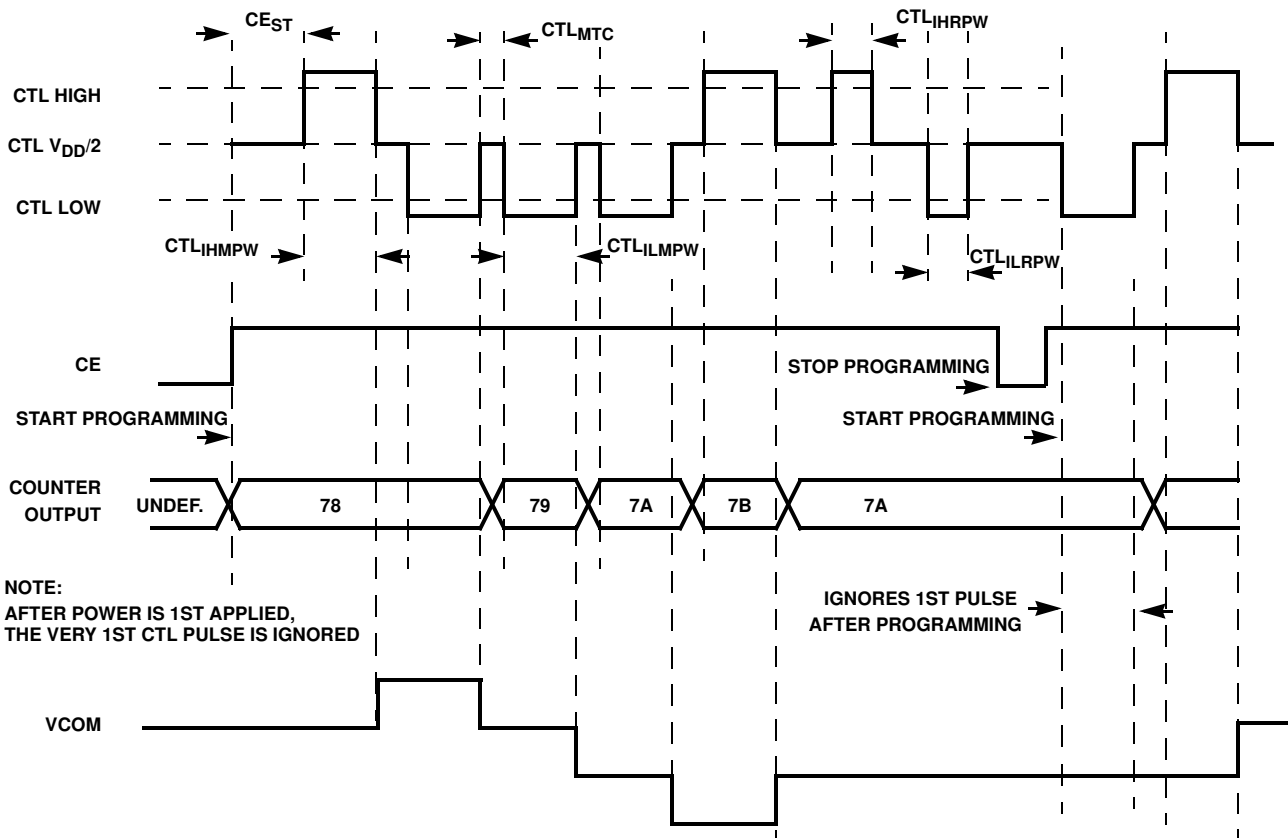 CE_ST
CTL_MTC
CTL_IHRPW
CTL HIGH
CTL V_DD/2
CTL LOW
CTL_IHMPW
CTL_ILMPW
CTL_ILRPW
CE
STOP PROGRAMMING
START PROGRAMMING
START PROGRAMMING
COUNTER
OUTPUT
UNDEF.
78
79
7A
7B
7A
NOTE:
AFTER POWER IS 1ST APPLIED,
THE VERY 1ST CTL PULSE IS IGNORED
IGNORES 1ST PULSE
AFTER PROGRAMMING
VCOM